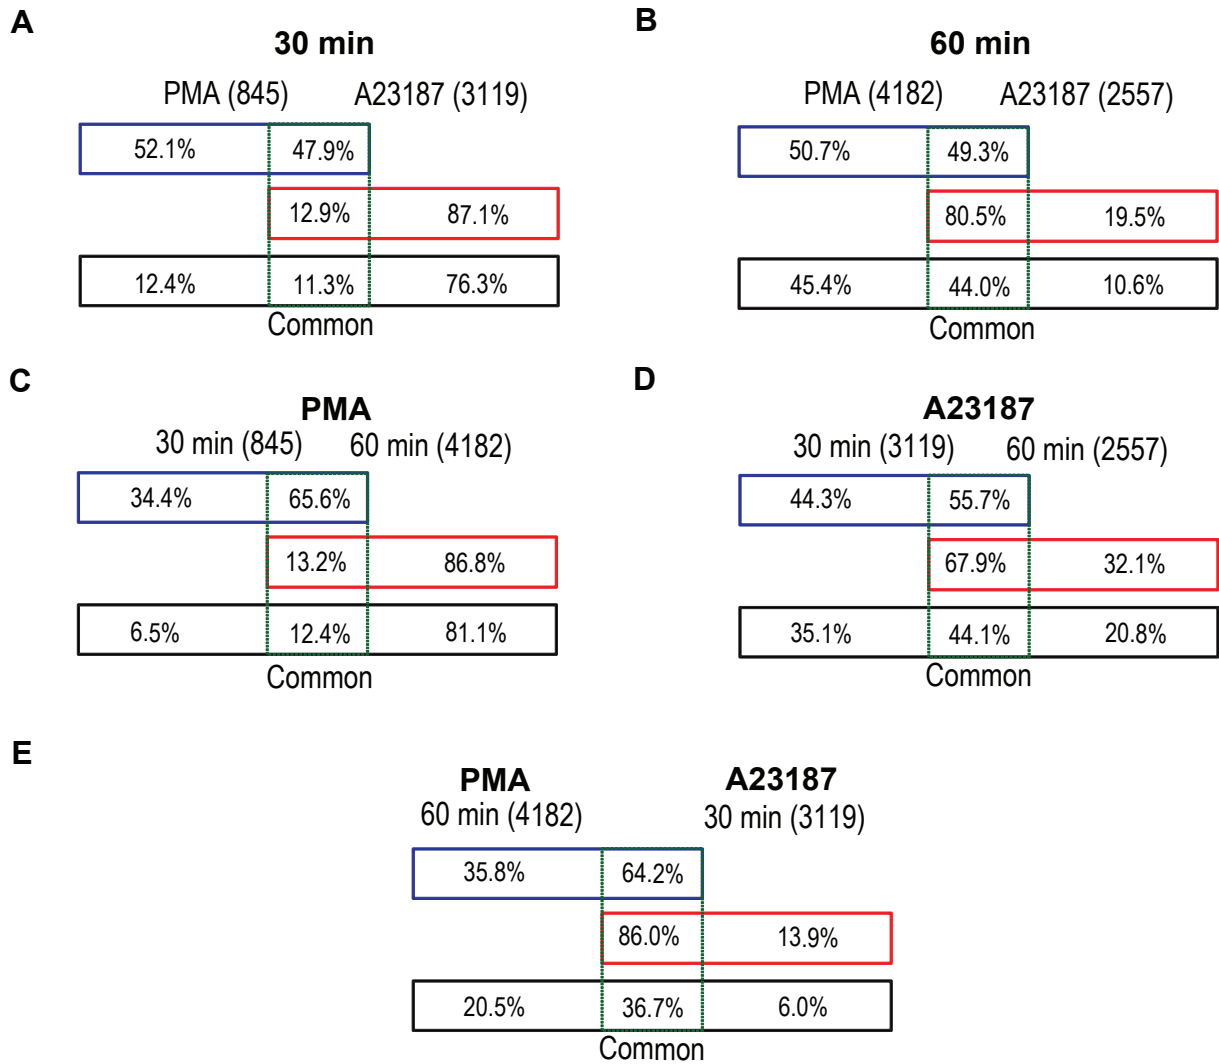 A
30 min
PMA (845) A23187 (3119)
52.1% 47.9%
12.9% 87.1%
12.4% 11.3% 76.3%
Common
B
60 min
PMA (4182) A23187 (2557)
50.7% 49.3%
80.5% 19.5%
45.4% 44.0% 10.6%
Common
C
PMA
30 min (845) 60 min (4182)
34.4% 65.6%
13.2% 86.8%
6.5% 12.4% 81.1%
Common
D
A23187
30 min (3119) 60 min (2557)
44.3% 55.7%
67.9% 32.1%
35.1% 44.1% 20.8%
Common
E
PMA A23187
60 min (4182) 30 min (3119)
35.8% 64.2%
86.0% 13.9%
20.5% 36.7% 6.0%
Common